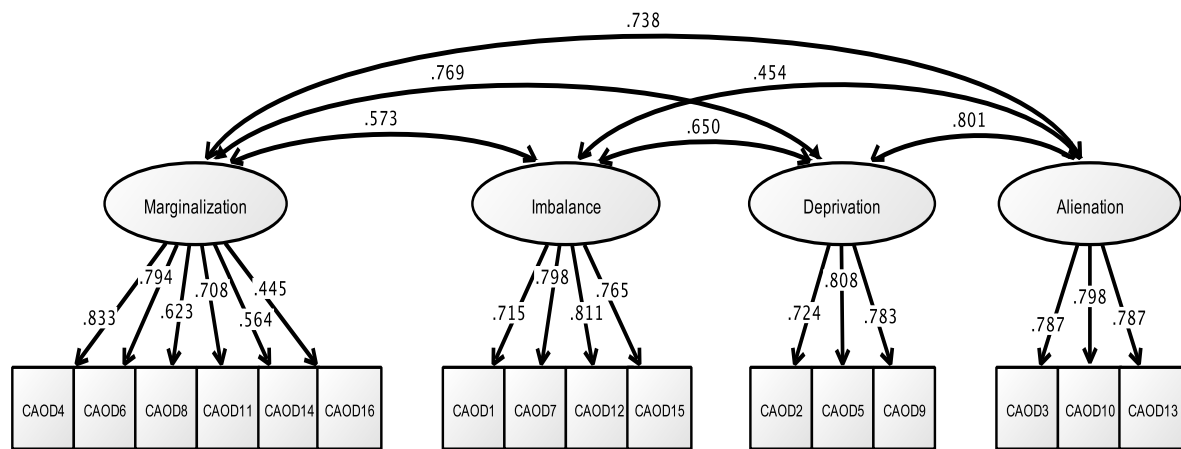 .738
.769
.454
.573
.650
.801
Marginalization
Imbalance
Deprivation
Alienation
.833
.794
.623
.708
.564
.445
.715
.798
.811
.765
.724
.808
.783
.787
.798
.787
CAOD4 CAOD6 CAOD8 CAOD11 CAOD14 CAOD16
CAOD1 CAOD7 CAOD12 CAOD15
CAOD2 CAOD5 CAOD9
CAOD3 CAOD10 CAOD13